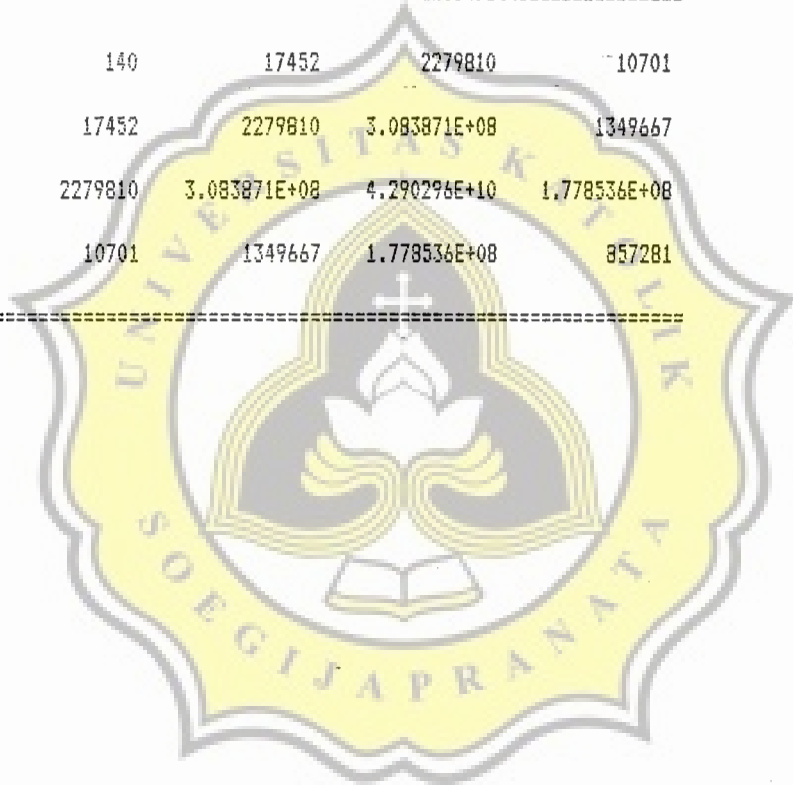 140 17452 2279810 10701
17452 2279810 3.083871E+08 1349667
2279810 3.083871E+08 4.290296E+10 1.778536E+08
10701 1349667 1.778536E+08 857281
================================================
UNIVERSITAS KATOLIK
SOEGIJAPRANATA